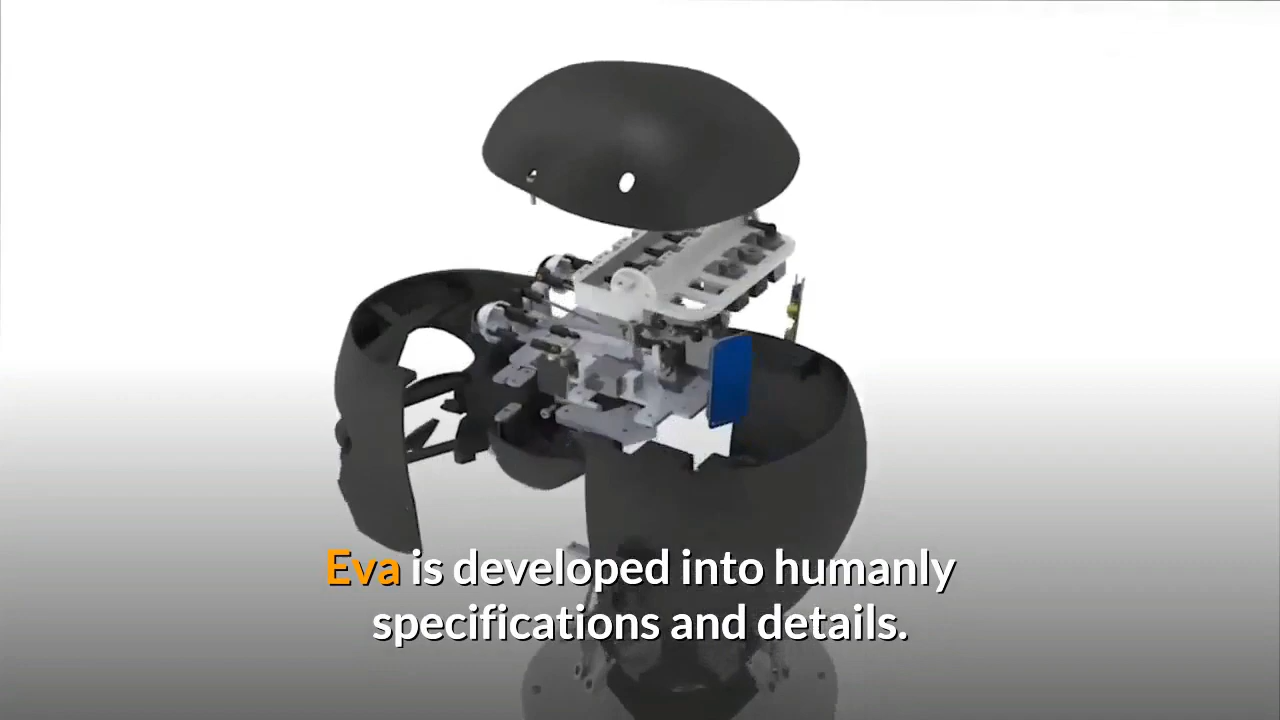 Eva is developed into humanly
specifications and details.